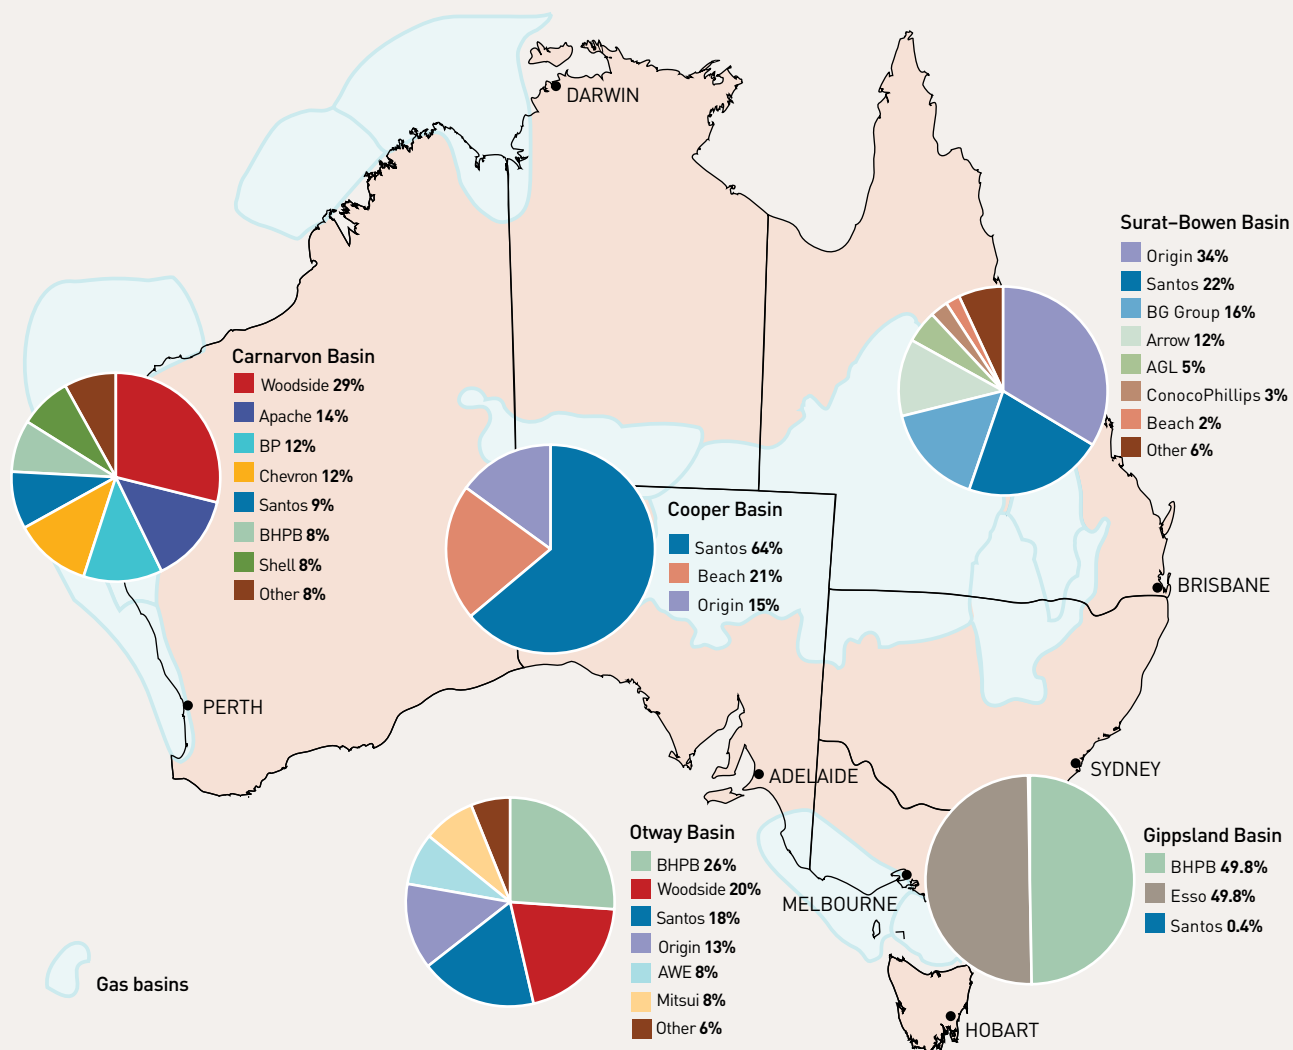 DARWIN
Surat–Bowen Basin
Origin 34%
Santos 22%
BG Group 16%
Arrow 12%
AGL 5%
ConocoPhillips 3%
Beach 2%
Other 6%
Carnarvon Basin
Woodside 29%
Apache 14%
BP 12%
Chevron 12%
Santos 9%
BHPB 8%
Shell 8%
Other 8%
Cooper Basin
Santos 64%
Beach 21%
Origin 15%
BRISBANE
PERTH
ADELAIDE
SYDNEY
Otway Basin
BHPB 26%
Woodside 20%
Santos 18%
Origin 13%
AWE 8%
Mitsui 8%
Other 6%
MELBOURNE
Gippsland Basin
BHPB 49.8%
Esso 49.8%
Santos 0.4%
Gas basins
HOBART